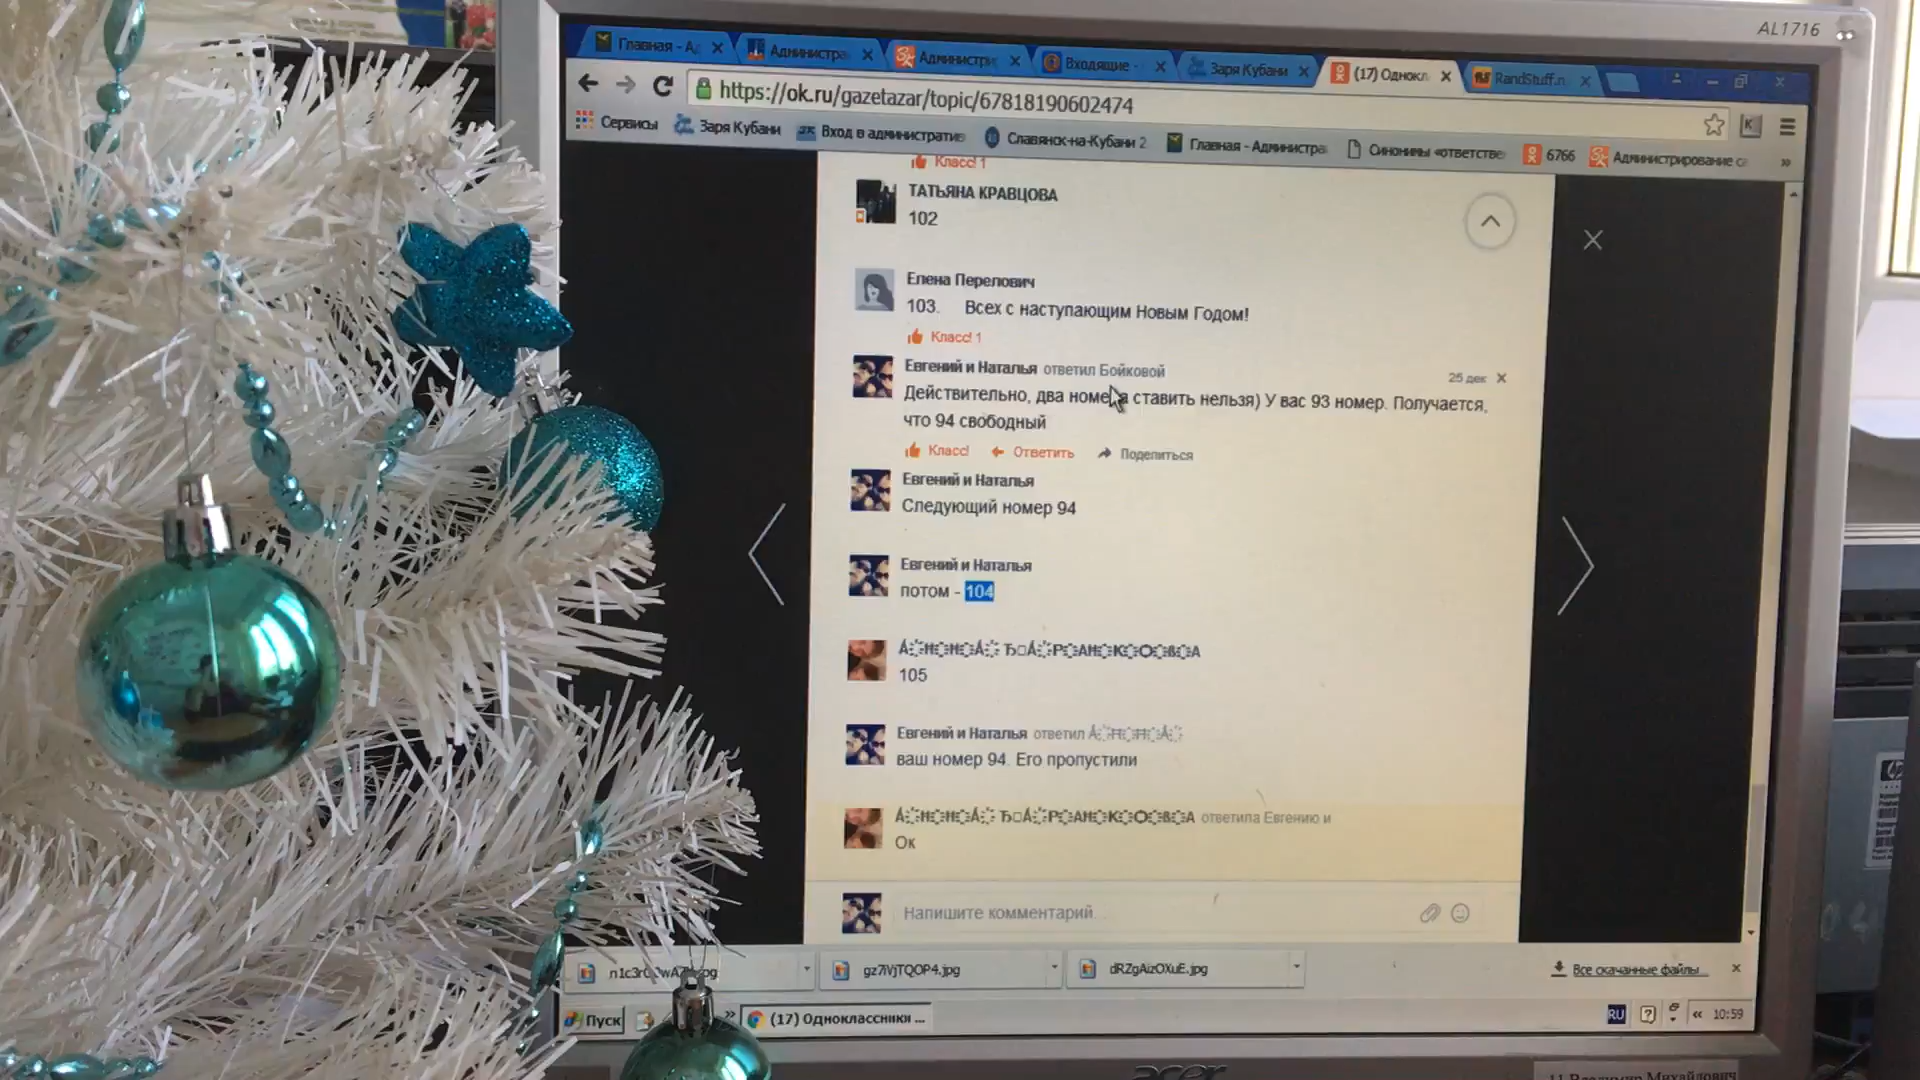 AL1716
Главная - А
Администра
Администри
Входящие -
Заря Кубани
(17) Однокл
RandStuff.n
https://ok.ru/gazetazar/topic/67818190602474
Сервисы
Заря Кубани
Вход в административ
Славянск-на-Кубани 2
Главная - Администра
Синонимы «ответстве
6766
Администрирование са
»
Класс! 1
ТАТЬЯНА КРАВЦОВА
102
Елена Перелович
103. Всех с наступающим Новым Годом!
Класс! 1
Евгений и Наталья ответил Бойковой
25 дек
Действительно, два номера ставить нельзя) У вас 93 номер. Получается,
что 94 свободный
Класс! Ответить Поделиться
Евгений и Наталья
Следующий номер 94
Евгений и Наталья
потом - 104
105
Евгений и Наталья ответил
ваш номер 94. Его пропустили
ответила Евгению и
Ок
Напишите комментарий...
gz7iVjTQOP4.jpg
dRZgAizOXuE.jpg
Все скачанные файлы...
Пуск
»
(17) Одноклассники ...
RU
«
10:59
acer
11 Владимир Михайлович